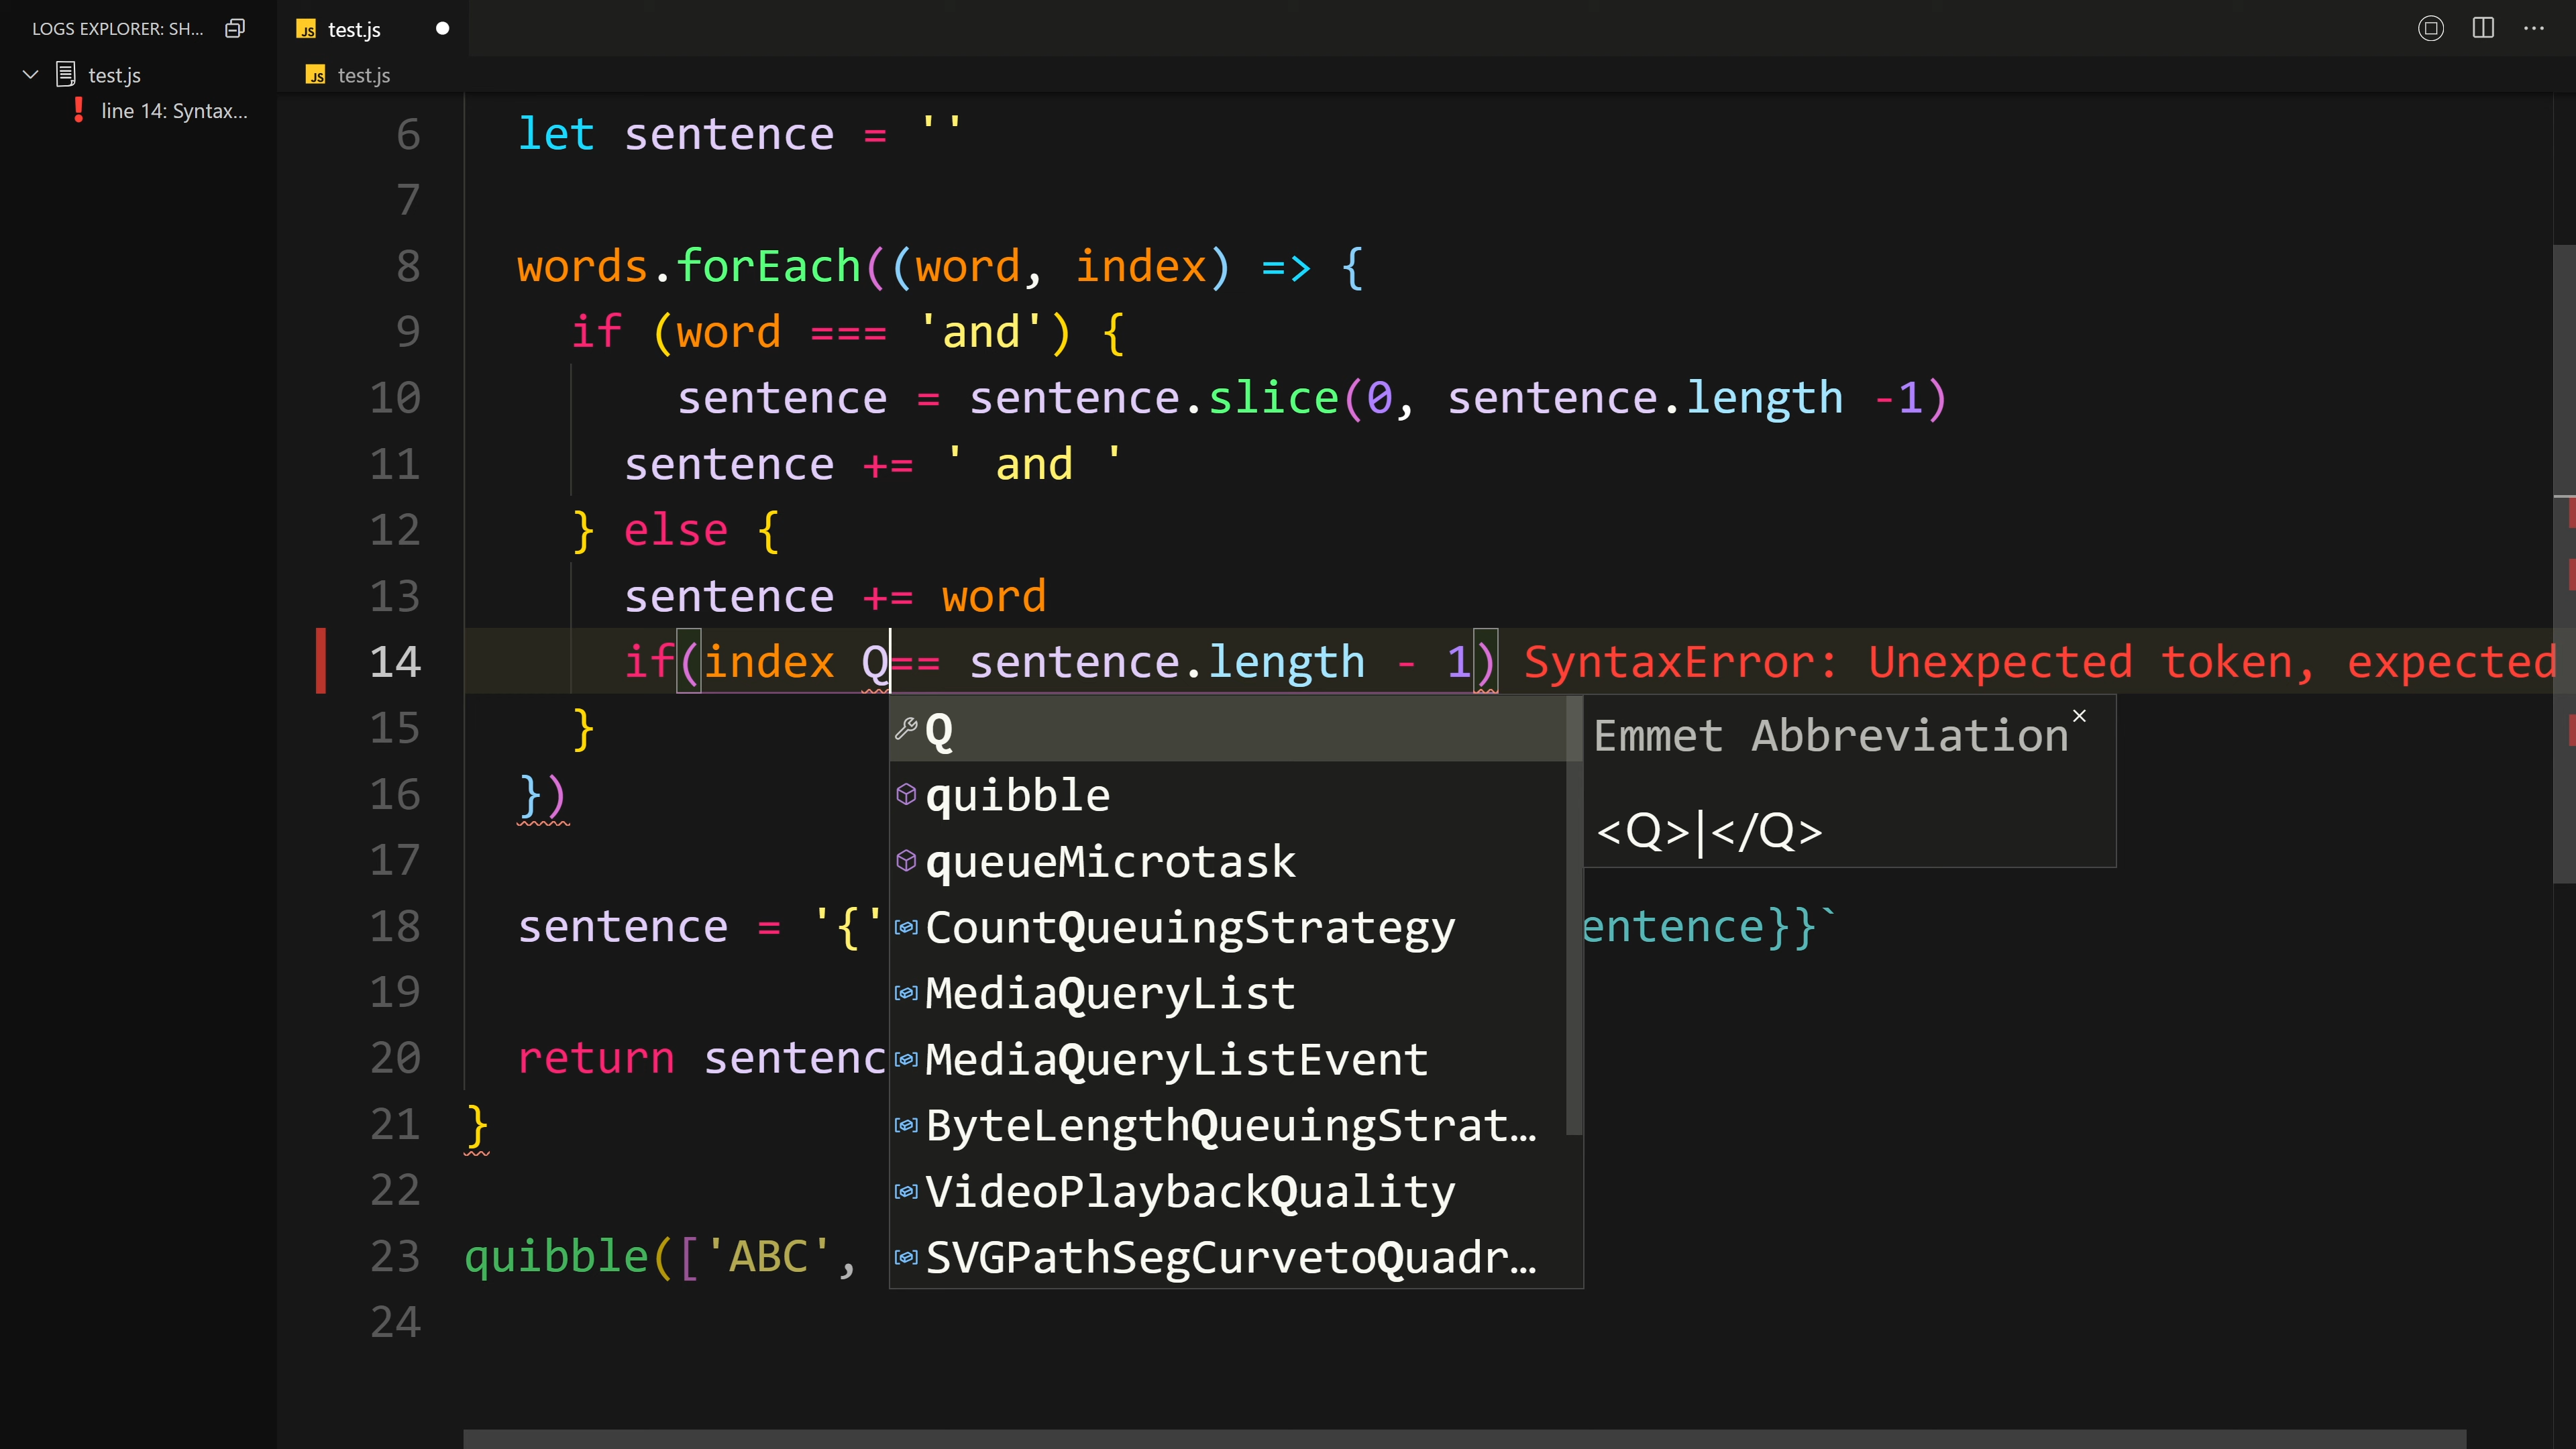 LOGS EXPLORER: SH...
test.js
line 14: Syntax...
JS test.js
JS test.js
6 let sentence = ''
7
8 words.forEach((word, index) => {
9 if (word === 'and') {
10 sentence = sentence.slice(0, sentence.length -1)
11 sentence += ' and '
12 } else {
13 sentence += word
14 if(index Q== sentence.length - 1) SyntaxError: Unexpected token, expected
15 }
16 })
17
18 sentence = '{' entence}}`
19
20 return sentenc
21 }
22
23 quibble(['ABC',
24
Q
quibble
queueMicrotask
CountQueuingStrategy
MediaQueryList
MediaQueryListEvent
ByteLengthQueuingStrat…
VideoPlaybackQuality
SVGPathSegCurvetoQuadr…
Emmet Abbreviation
<Q>|</Q>